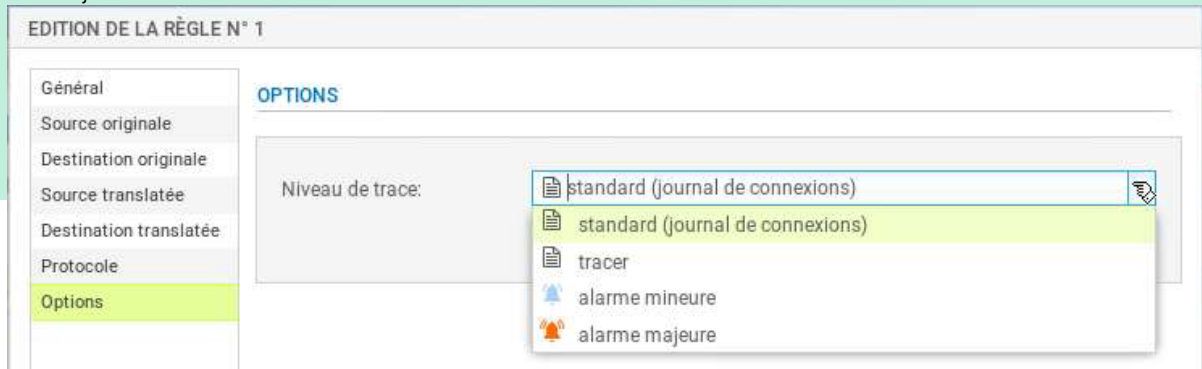 EDITION DE LA RÈGLE N° 1
Général
Source originale
Destination originale
Source translatée
Destination translatée
Protocole
Options
OPTIONS
Niveau de trace:
standard (journal de connexions)
standard (journal de connexions)
tracer
alarme mineure
alarme majeure